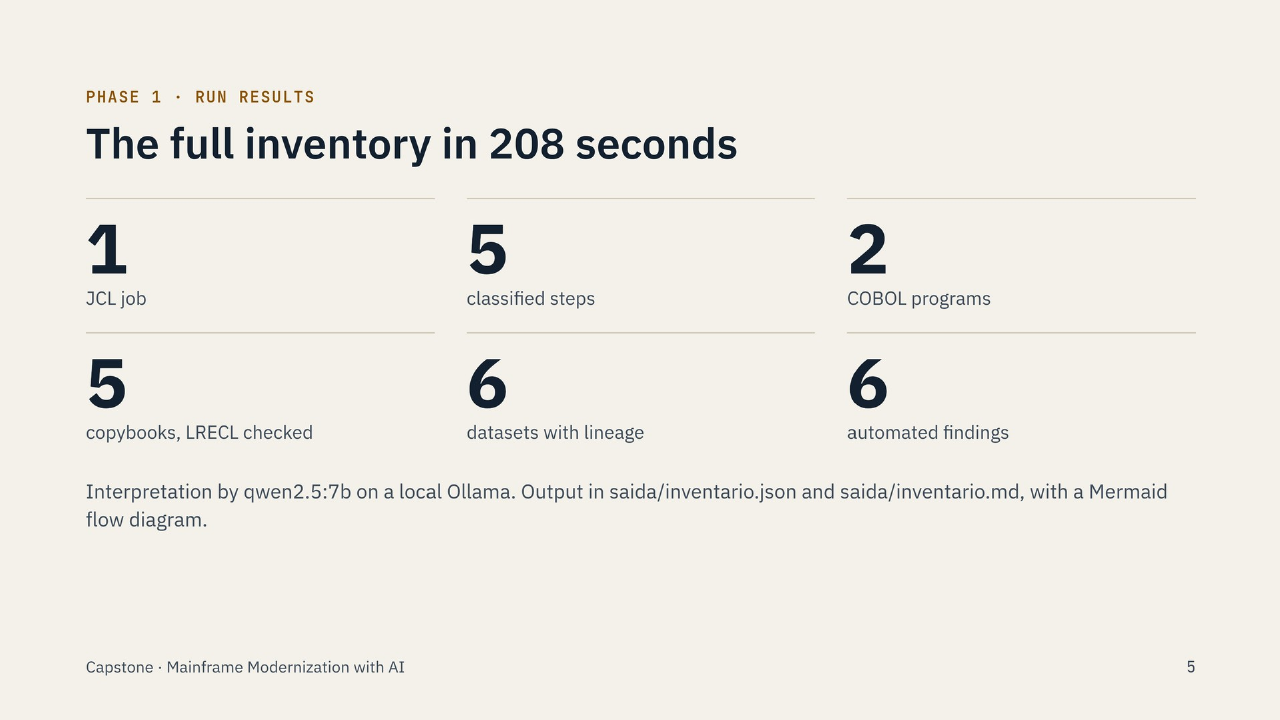 PHASE 1 · RUN RESULTS
The full inventory in 208 seconds
1
JCL job
5
classified steps
2
COBOL programs
5
copybooks, LRECL checked
6
datasets with lineage
6
automated findings
Interpretation by qwen2.5:7b on a local Ollama. Output in saida/inventario.json and saida/inventario.md, with a Mermaid
flow diagram.
Capstone · Mainframe Modernization with AI
5